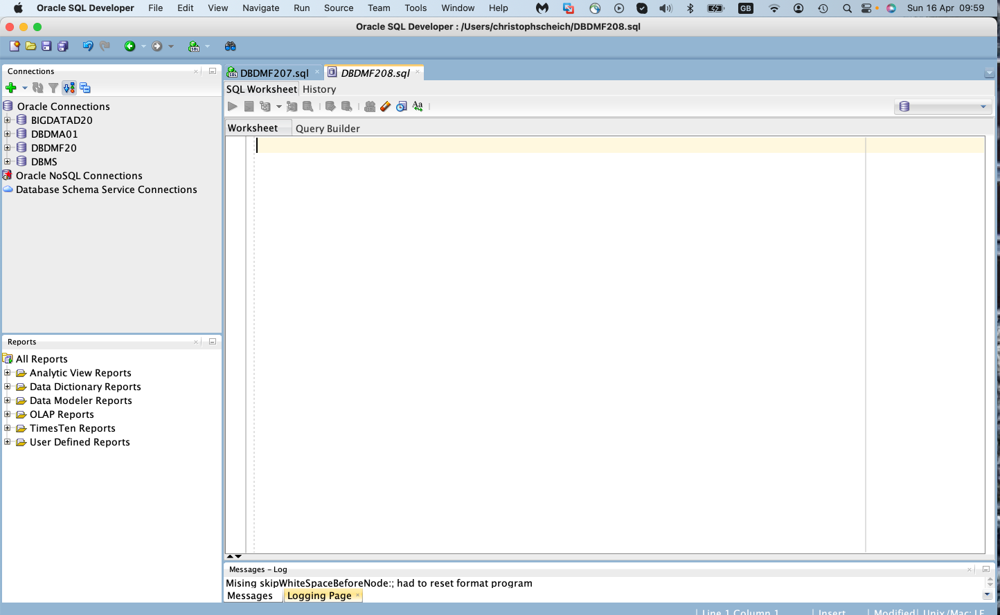 Oracle SQL Developer File Edit View Navigate Run Source Team Tools Window Help GB Sun 16 Apr 09:59
Oracle SQL Developer : /Users/christophscheich/DBDMF208.sql
Connections
Oracle Connections
BIGDATAD20
DBDMA01
DBDMF20
DBMS
Oracle NoSQL Connections
Database Schema Service Connections
Reports
All Reports
Analytic View Reports
Data Dictionary Reports
Data Modeler Reports
OLAP Reports
TimesTen Reports
User Defined Reports
DBDMF207.sql DBDMF208.sql
SQL Worksheet History
Aa
Worksheet Query Builder
Messages - Log
Mising skipWhiteSpaceBeforeNode:; had to reset format program
Messages Logging Page
Line 1 Column 1 Insert Modified Unix/Mac: LF